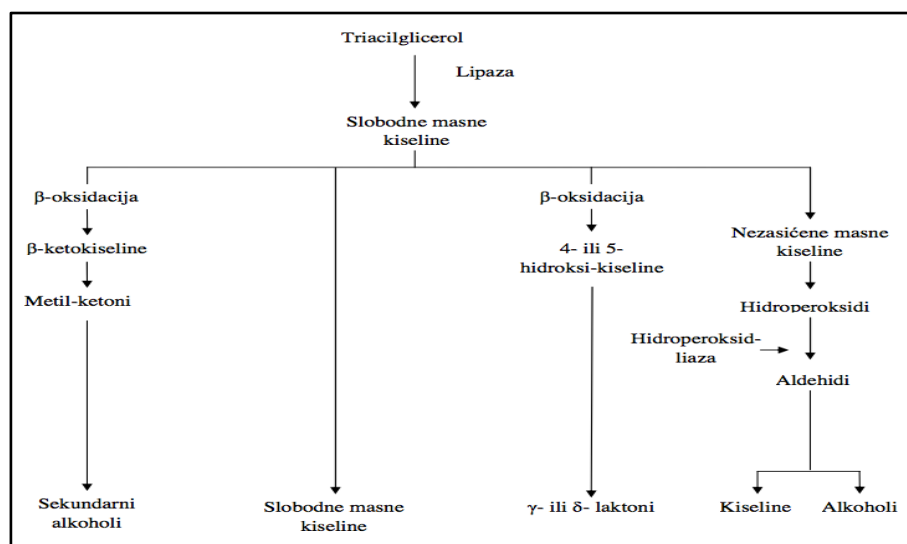 Triacilglicerol
Lipaza
Slobodne masne
kiseline
β-oksidacija
β-ketokiseline
Metil-ketoni
Sekundarni
alkoholi
Slobodne masne
kiseline
β-oksidacija
4- ili 5-
hidroksi-kiseline
γ- ili δ- laktoni
Nezasićene masne
kiseline
Hidroperoksidi
Hidroperoksid-
liaza
Aldehidi
Kiseline
Alkoholi